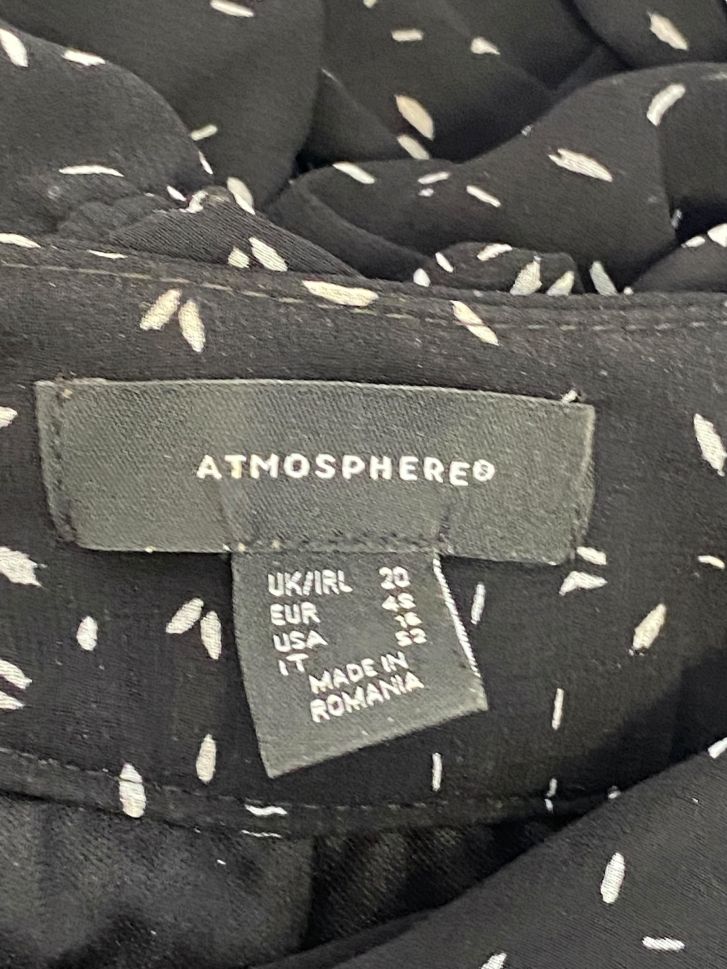 ATMOSPHERE®
UK/IRL 20
EUR 48
USA 16
IT 52
MADE IN
ROMANIA